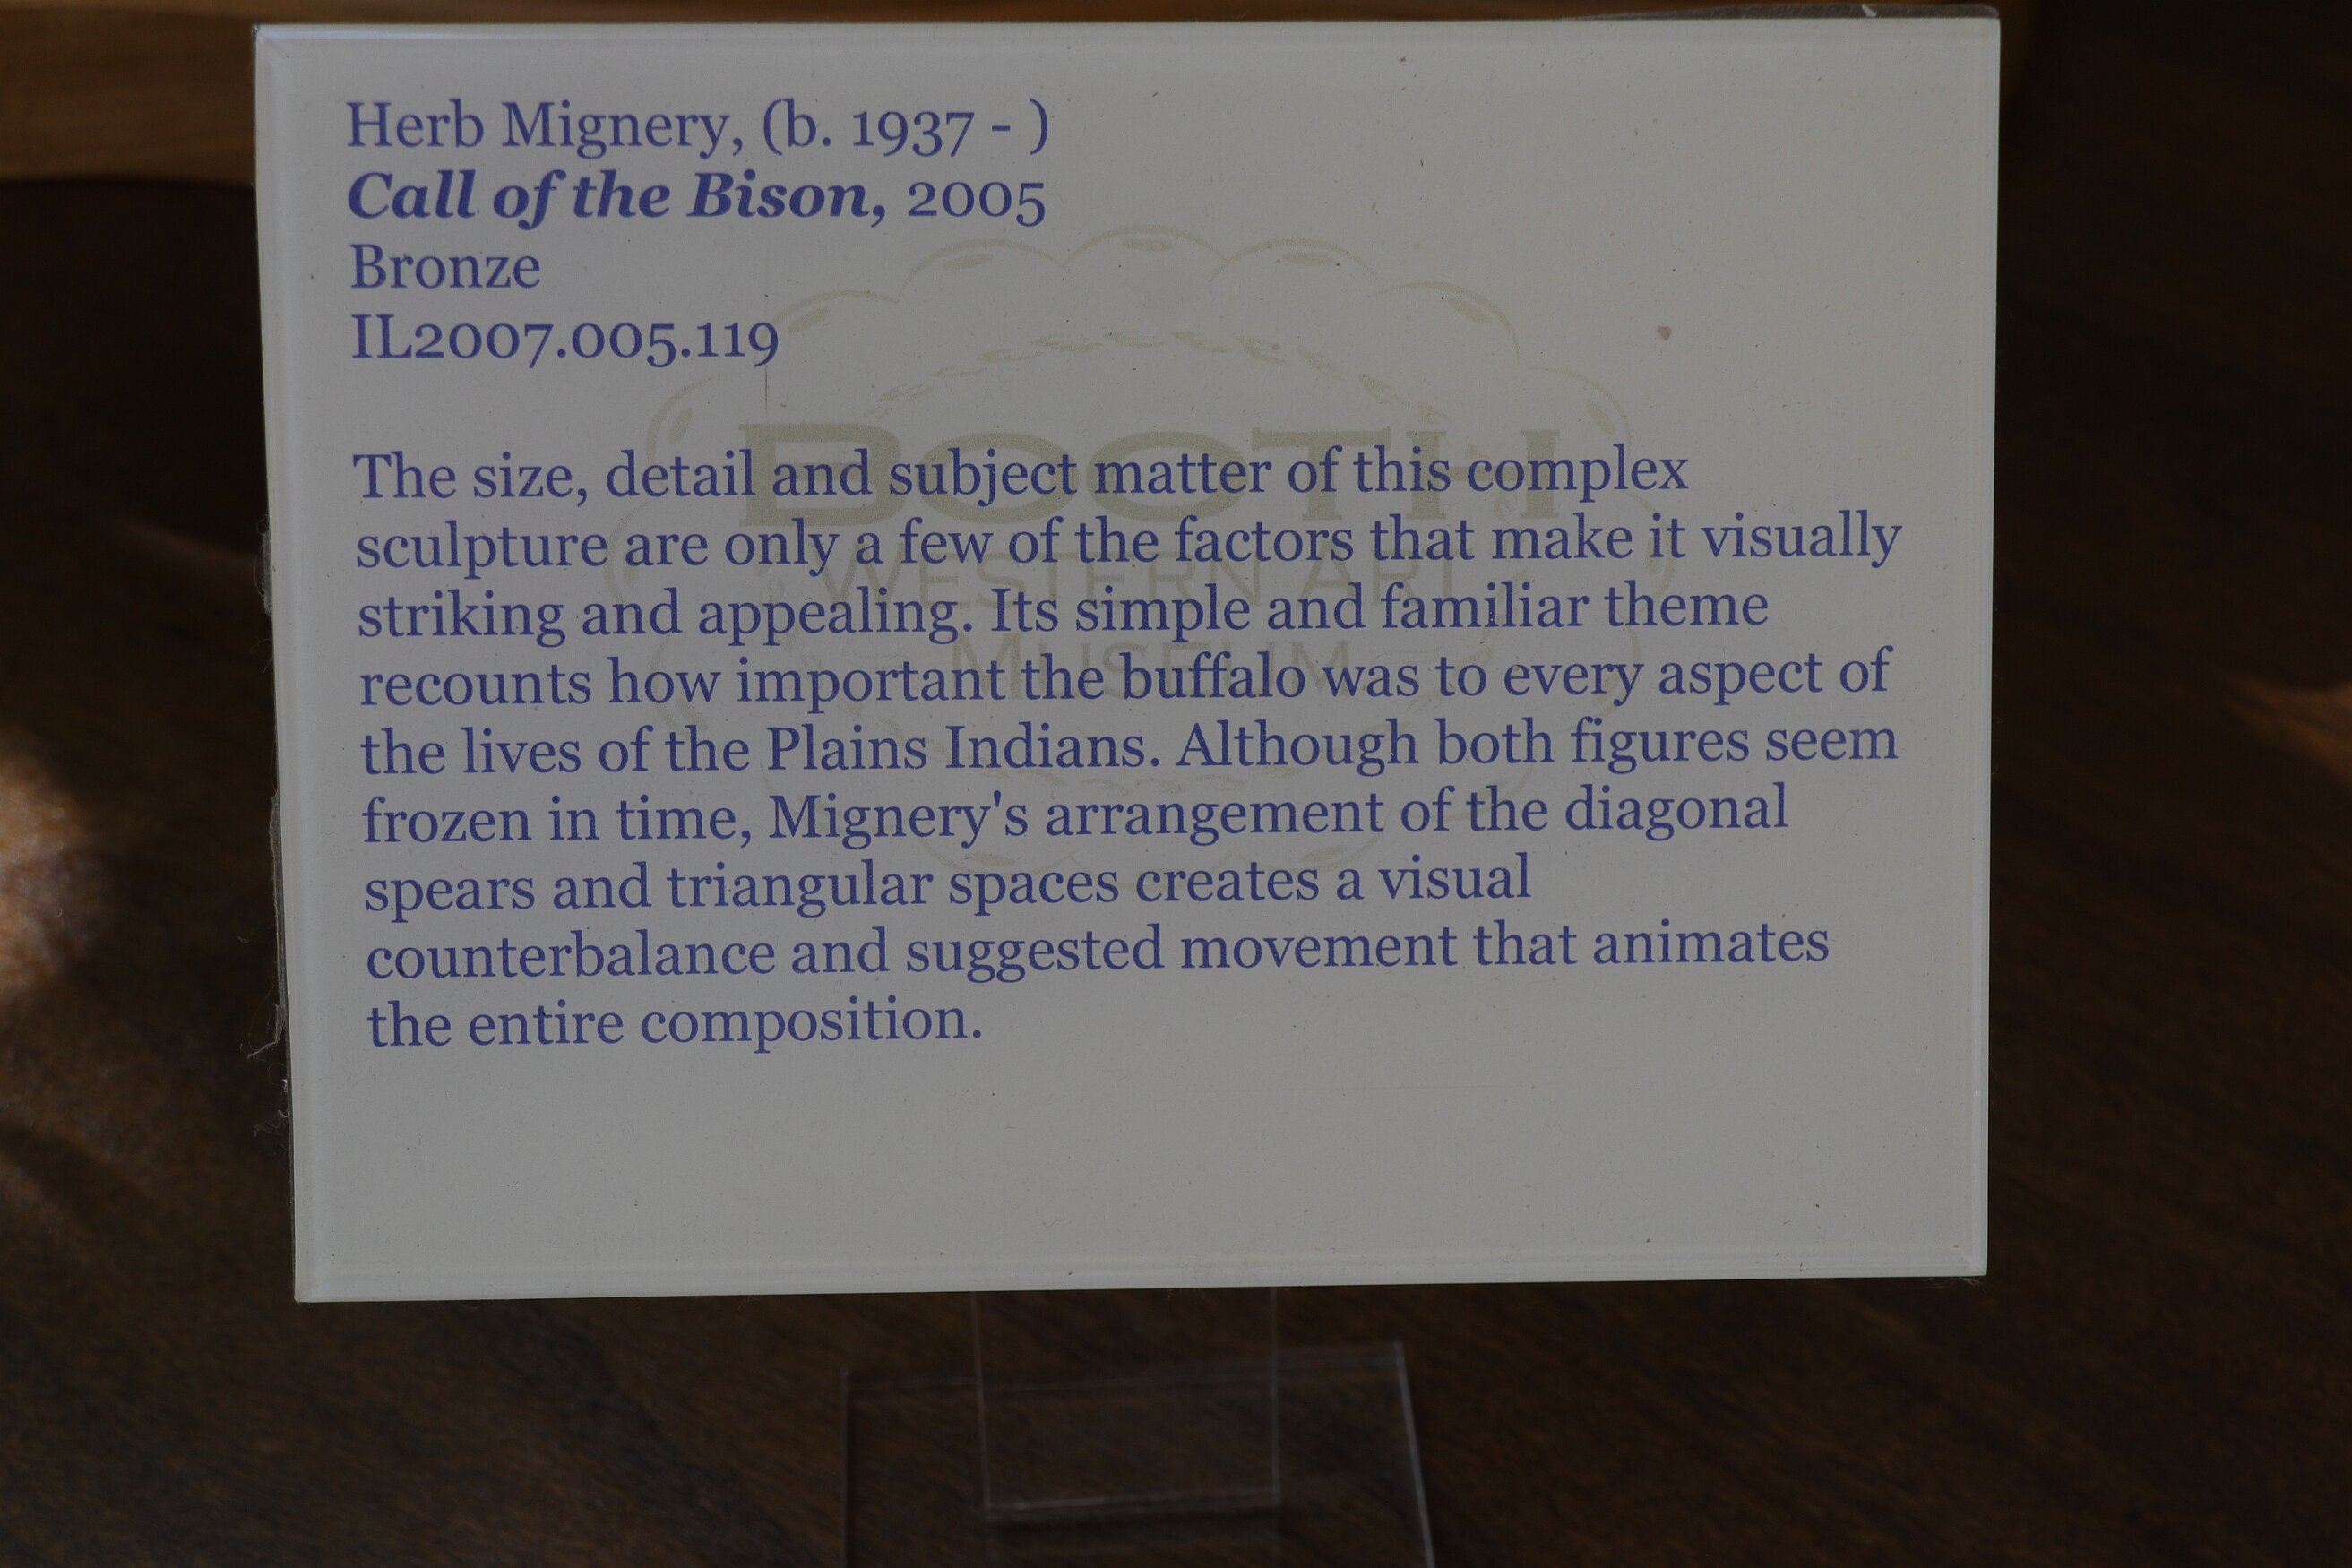 Herb Mignery, (b. 1937 - )
Call of the Bison, 2005
Bronze
IL2007.005.119
BOOTH
WESTERN ART
MUSEUM
The size, detail and subject matter of this complex
sculpture are only a few of the factors that make it visually
striking and appealing. Its simple and familiar theme
recounts how important the buffalo was to every aspect of
the lives of the Plains Indians. Although both figures seem
frozen in time, Mignery's arrangement of the diagonal
spears and triangular spaces creates a visual
counterbalance and suggested movement that animates
the entire composition.